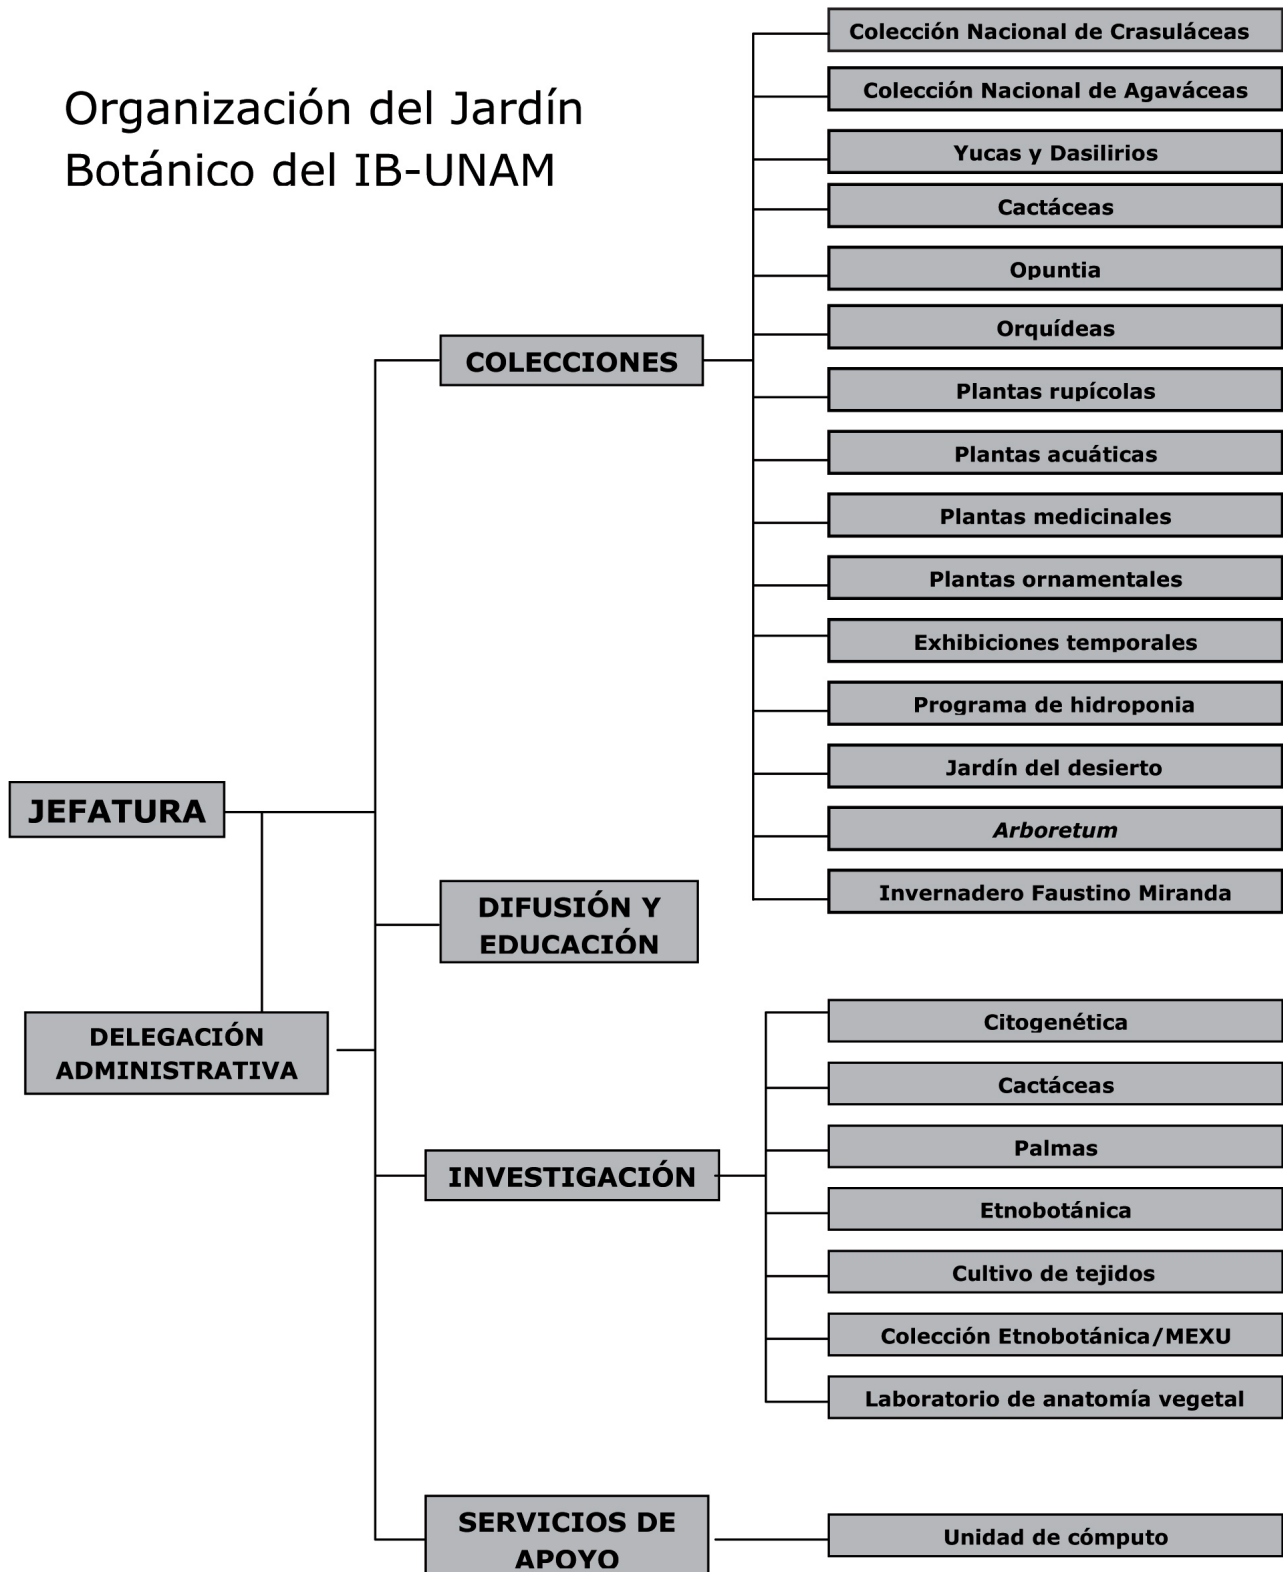 Organización del Jardín
Botánico del IB-UNAM
JEFATURA
DELEGACIÓN
ADMINISTRATIVA
COLECCIONES
Colección Nacional de Crasuláceas
Colección Nacional de Agaváceas
Yucas y Dasilirios
Cactáceas
Opuntia
Orquídeas
Plantas rupícolas
Plantas acuáticas
Plantas medicinales
Plantas ornamentales
Exhibiciones temporales
Programa de hidroponia
Jardín del desierto
Arboretum
Invernadero Faustino Miranda
DIFUSIÓN Y
EDUCACIÓN
INVESTIGACIÓN
Citogenética
Cactáceas
Palmas
Etnobotánica
Cultivo de tejidos
Colección Etnobotánica/MEXU
Laboratorio de anatomía vegetal
SERVICIOS DE
APOYO
Unidad de cómputo